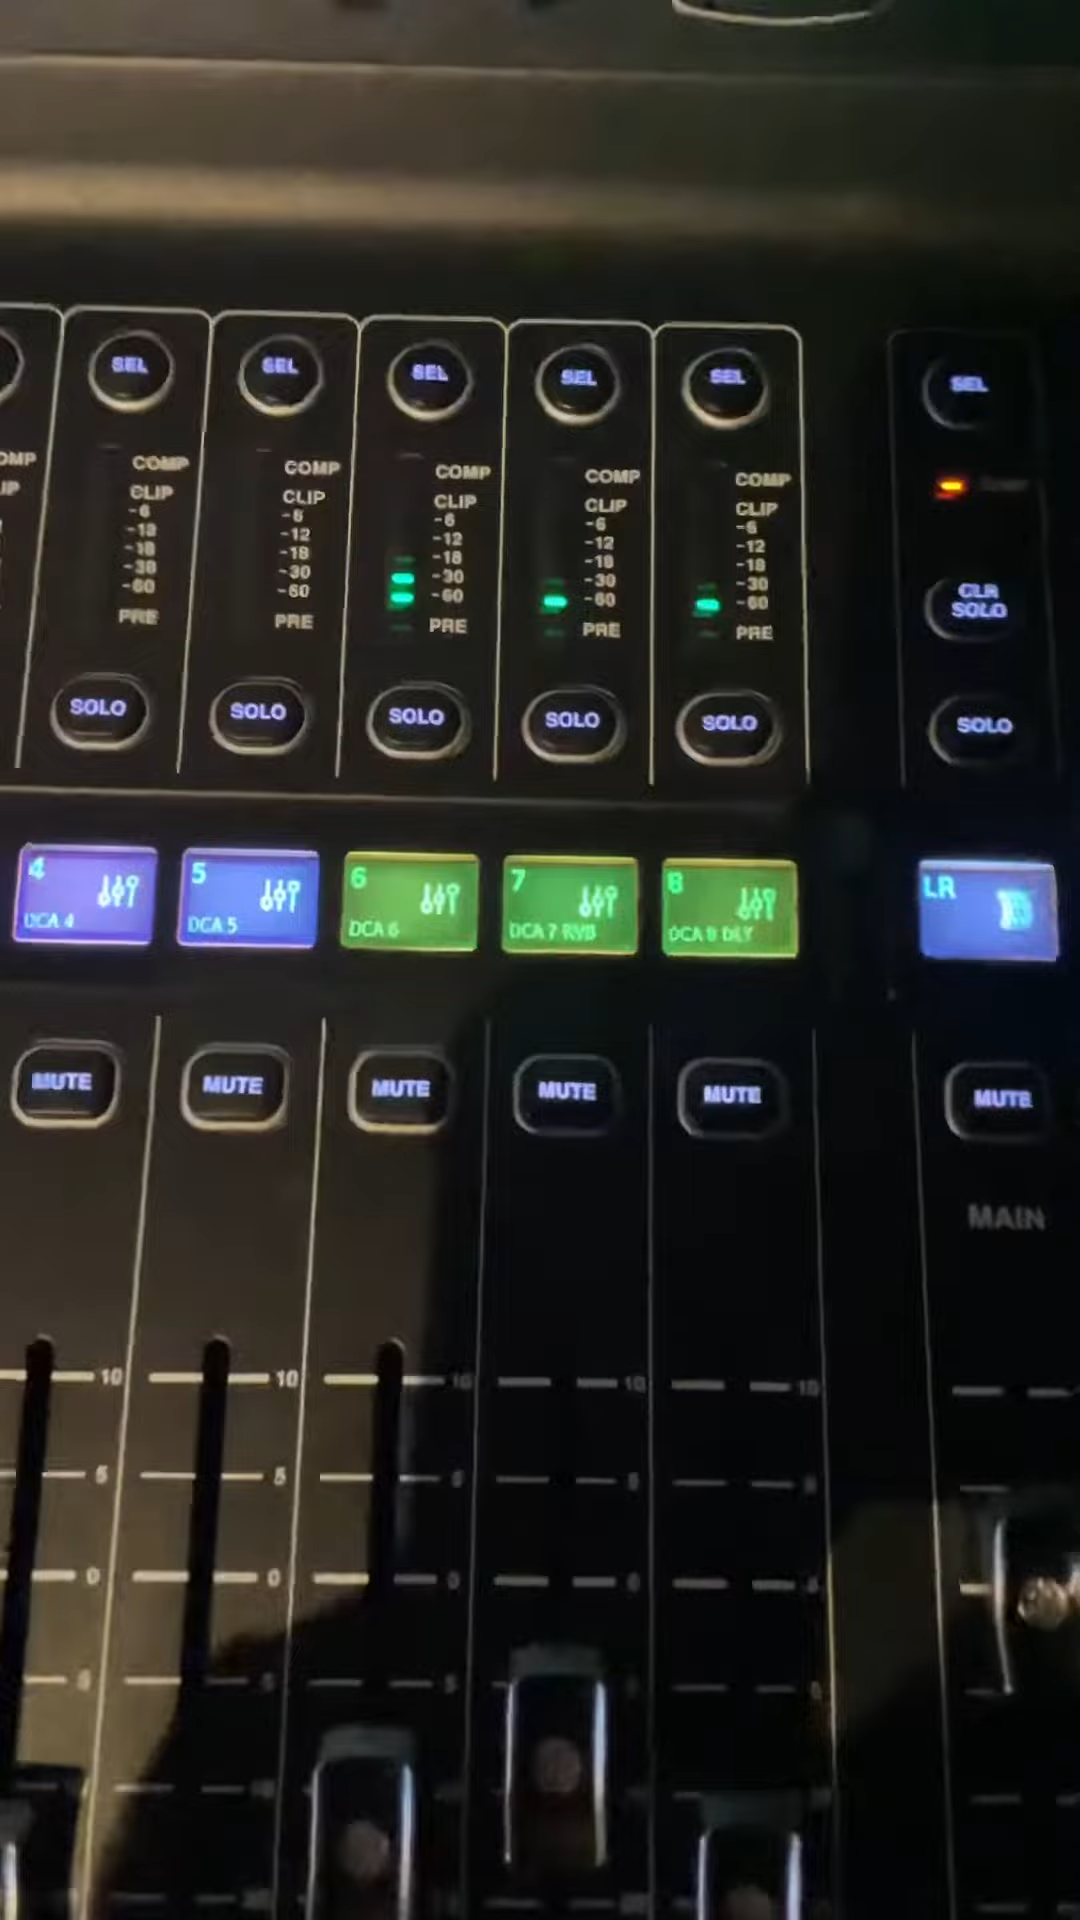 SEL SEL SEL SEL SEL SEL
OMP COMP COMP COMP COMP COMP
IP CLIP CLIP CLIP CLIP CLIP
-6 -6 -6 -6 -6
-12 -12 -12 -12 -12
-18 -18 -18 -18 -18
-30 -30 -30 -30 -30
-60 -60 -60 -60 -60
PRE PRE PRE PRE PRE
CLR
SOLO
SOLO SOLO SOLO SOLO SOLO SOLO
4 5 6 7 8 LR
DCA 4 DCA 5 DCA 6 DCA 7 RVB DCA 8 DLY
MUTE MUTE MUTE MUTE MUTE MUTE
MAIN
10 10 10 10 10
5 5 5 5 5
0 0 0 0
5 5 5